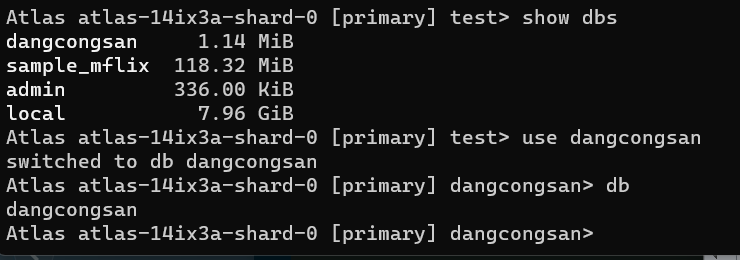 Atlas atlas-14ix3a-shard-0 [primary] test> show dbs
dangcongsan     1.14 MiB
sample_mflix  118.32 MiB
admin         336.00 KiB
local           7.96 GiB
Atlas atlas-14ix3a-shard-0 [primary] test> use dangcongsan
switched to db dangcongsan
Atlas atlas-14ix3a-shard-0 [primary] dangcongsan> db
dangcongsan
Atlas atlas-14ix3a-shard-0 [primary] dangcongsan>